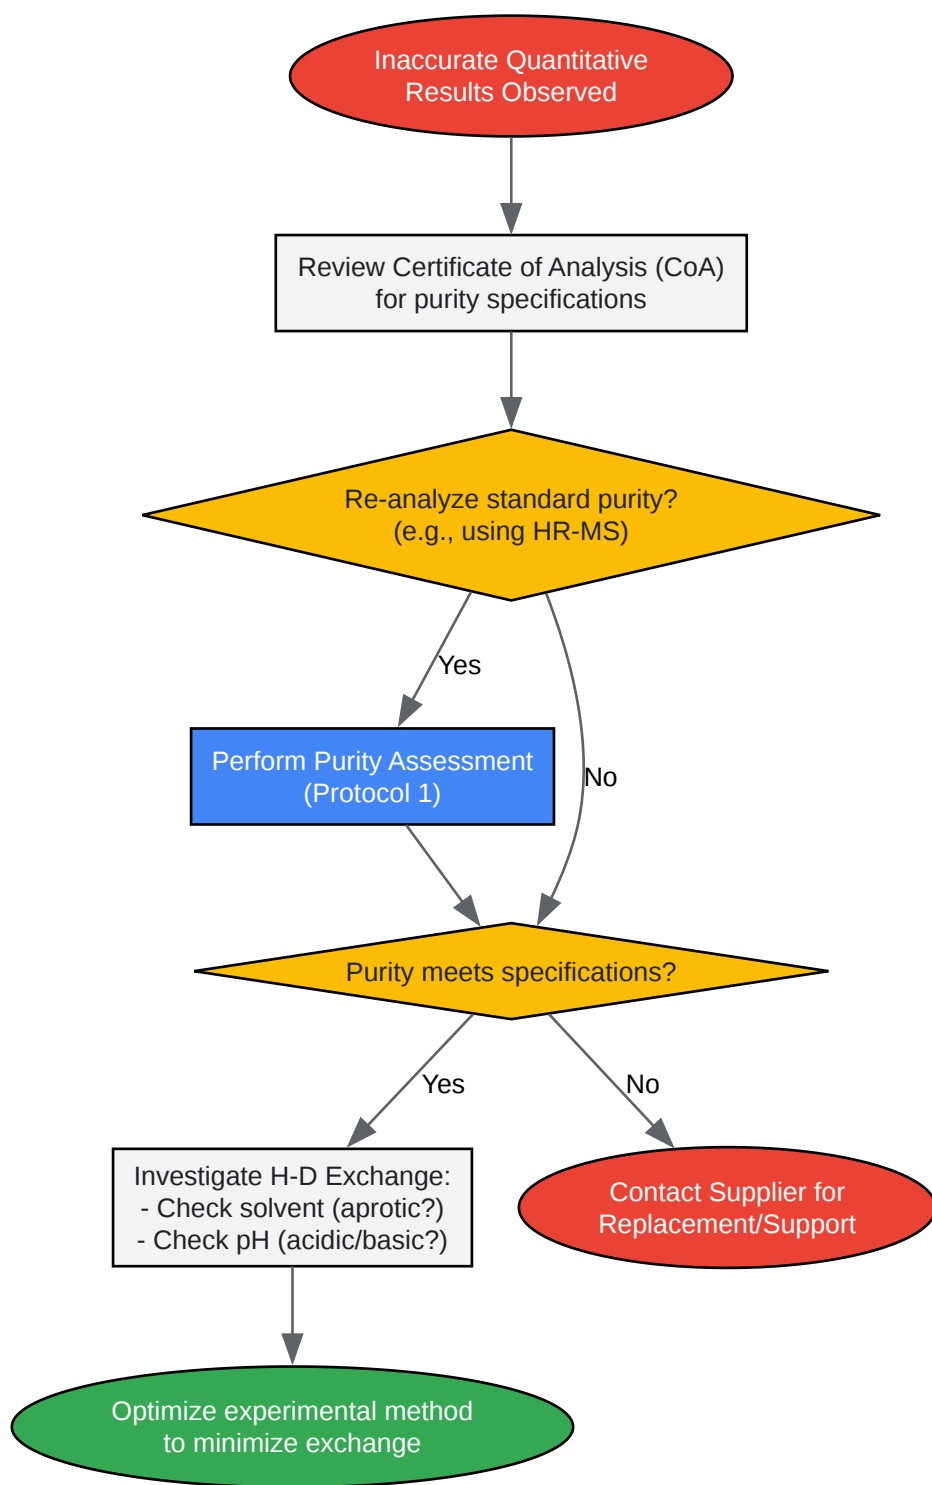 Inaccurate Quantitative
Results Observed
Review Certificate of Analysis (CoA)
for purity specifications
Re-analyze standard purity?
(e.g., using HR-MS)
Yes
Perform Purity Assessment
(Protocol 1)
No
Purity meets specifications?
Yes
No
Investigate H-D Exchange:
- Check solvent (aprotic?)
- Check pH (acidic/basic?)
Contact Supplier for
Replacement/Support
Optimize experimental method
to minimize exchange